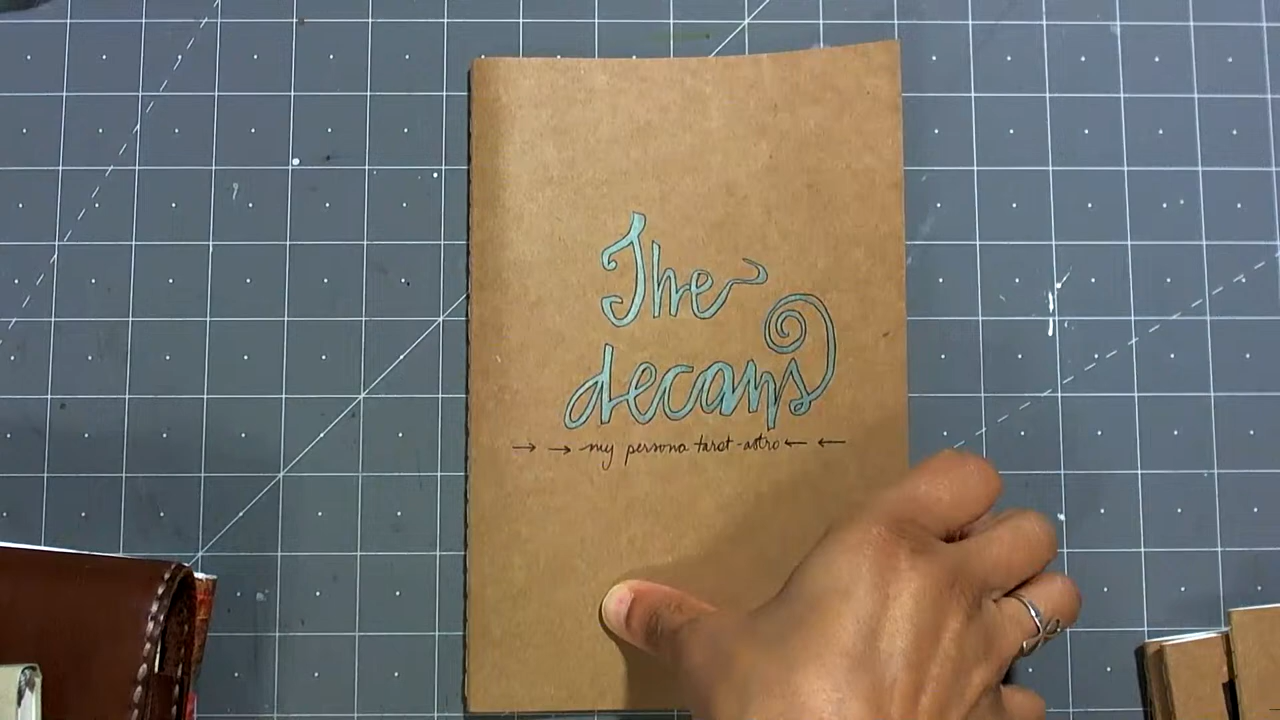 The
decans
→ → my persona tarot-astro ← ←